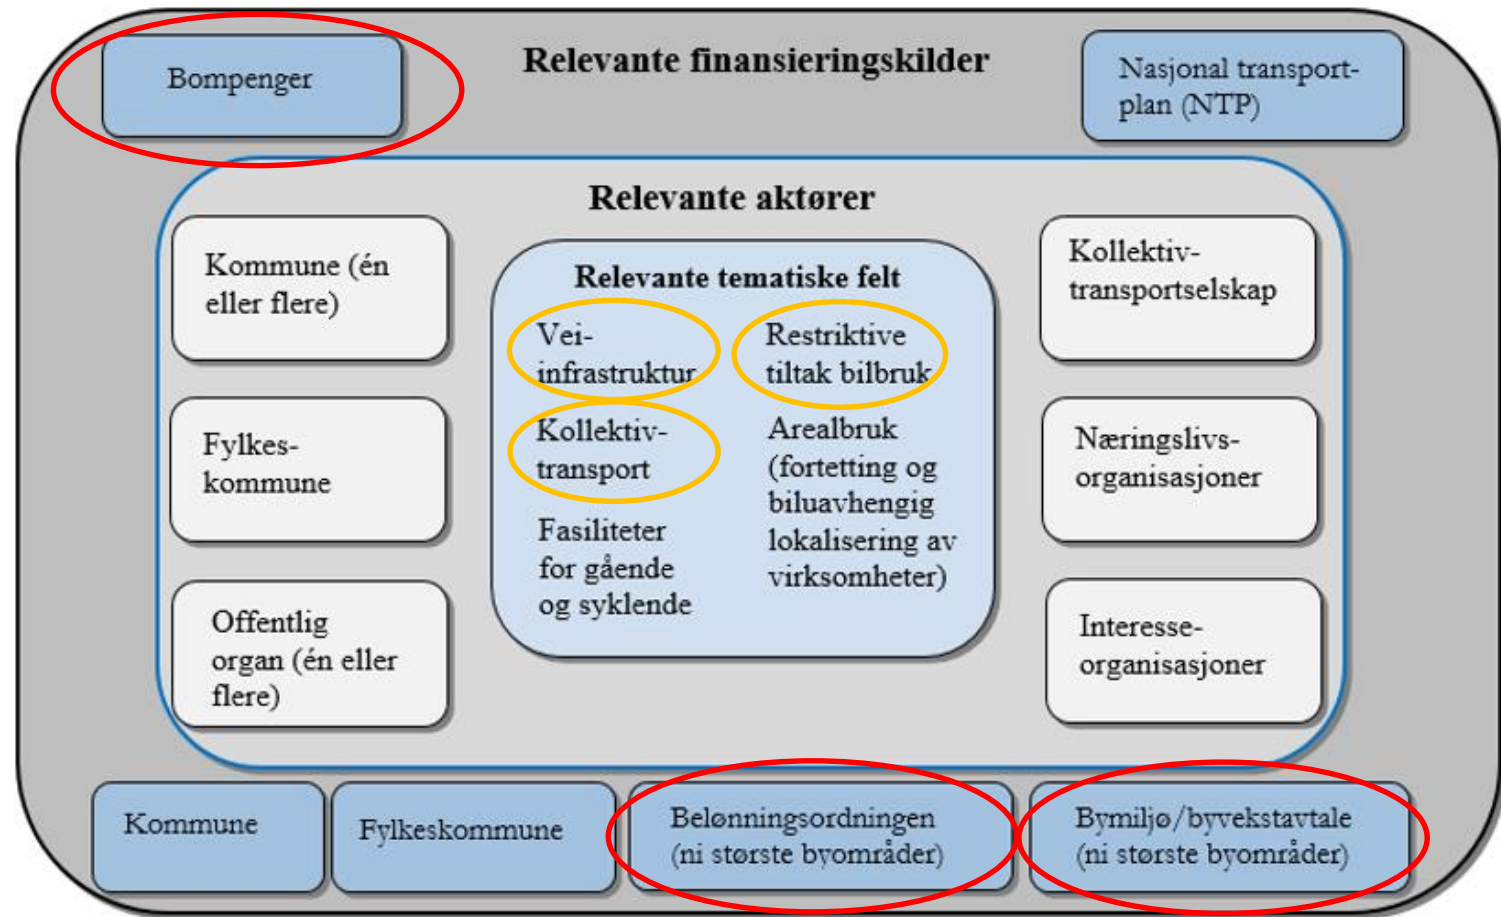 Bompenger
Relevante finansieringskilder
Nasjonal transport-
plan (NTP)
Relevante aktører
Kommune (én
eller flere)
Fylkes-
kommune
Offentlig
organ (én eller
flere)
Relevante tematiske felt
Vei-
infrastruktur
Kollektiv-
transport
Fasiliteter
for gående
og syklende
Restriktive
tiltak bilbruk
Arealbruk
(fortetting og
biluavhengig
lokalisering av
virksomheter)
Kollektiv-
transportselskap
Næringslivs-
organisasjoner
Interesse-
organisasjoner
Kommune
Fylkeskommune
Belønningsordningen
(ni største byområder)
Bymiljø/byvekstavtale
(ni største byområder)